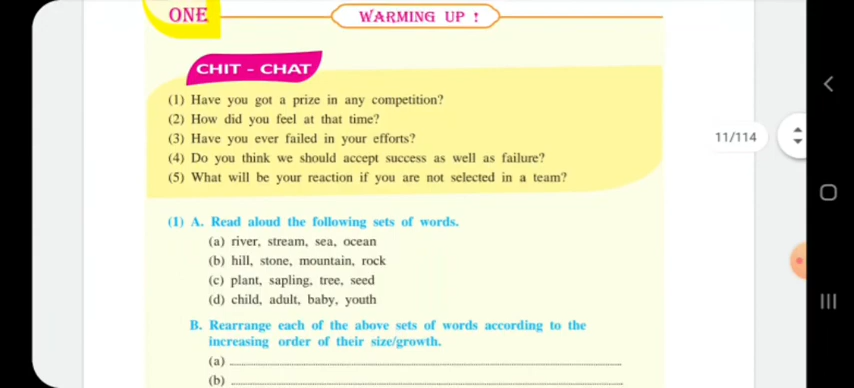 ONE
WARMING UP !
CHIT - CHAT
(1) Have you got a prize in any competition?
(2) How did you feel at that time?
(3) Have you ever failed in your efforts?
(4) Do you think we should accept success as well as failure?
(5) What will be your reaction if you are not selected in a team?
11/114
(1) A. Read aloud the following sets of words.
(a) river, stream, sea, ocean
(b) hill, stone, mountain, rock
(c) plant, sapling, tree, seed
(d) child, adult, baby, youth
B. Rearrange each of the above sets of words according to the
increasing order of their size/growth.
(a)
(b)